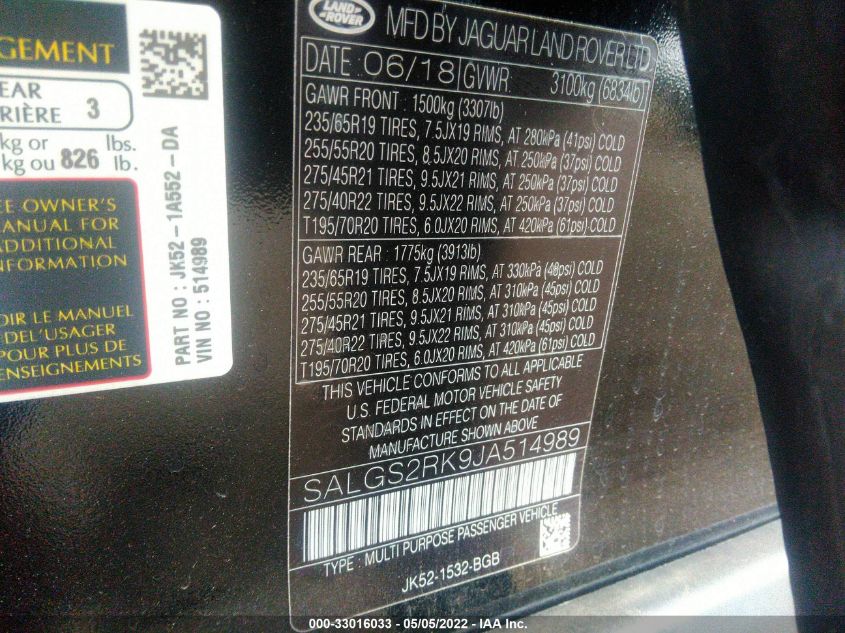 GEMENT
EAR
RIÈRE 3
kg or lbs.
kg ou 826 lb.
EE OWNER'S
MANUAL FOR
ADDITIONAL
INFORMATION
OIR LE MANUEL
DEL'USAGER
POUR PLUS DE
ENSEIGNEMENTS
PART NO : JK52 - 1A552 - DA
VIN NO : 514989
LAND ROVER
MFD BY JAGUAR LAND ROVER LTD
DATE 06/18 GVWR 3100kg (6834lb)
GAWR FRONT : 1500kg (3307lb)
235/65R19 TIRES, 7.5JX19 RIMS, AT 280kPa (41psi) COLD
255/55R20 TIRES, 8.5JX20 RIMS, AT 250kPa (37psi) COLD
275/45R21 TIRES, 9.5JX21 RIMS, AT 250kPa (37psi) COLD
275/40R22 TIRES, 9.5JX22 RIMS, AT 250kPa (37psi) COLD
T195/70R20 TIRES, 6.0JX20 RIMS, AT 420kPa (61psi) COLD
GAWR REAR : 1775kg (3913lb)
235/65R19 TIRES, 7.5JX19 RIMS, AT 330kPa (48psi) COLD
255/55R20 TIRES, 8.5JX20 RIMS, AT 310kPa (45psi) COLD
275/45R21 TIRES, 9.5JX21 RIMS, AT 310kPa (45psi) COLD
275/40R22 TIRES, 9.5JX22 RIMS, AT 310kPa (45psi) COLD
T195/70R20 TIRES, 6.0JX20 RIMS, AT 420kPa (61psi) COLD
THIS VEHICLE CONFORMS TO ALL APPLICABLE
U.S. FEDERAL MOTOR VEHICLE SAFETY
STANDARDS IN EFFECT ON THE DATE OF
MANUFACTURE SHOWN ABOVE
SALGS2RK9JA514989
TYPE : MULTI PURPOSE PASSENGER VEHICLE
JK52-1532-BGB
000-33016033 - 05/05/2022 - IAA Inc.